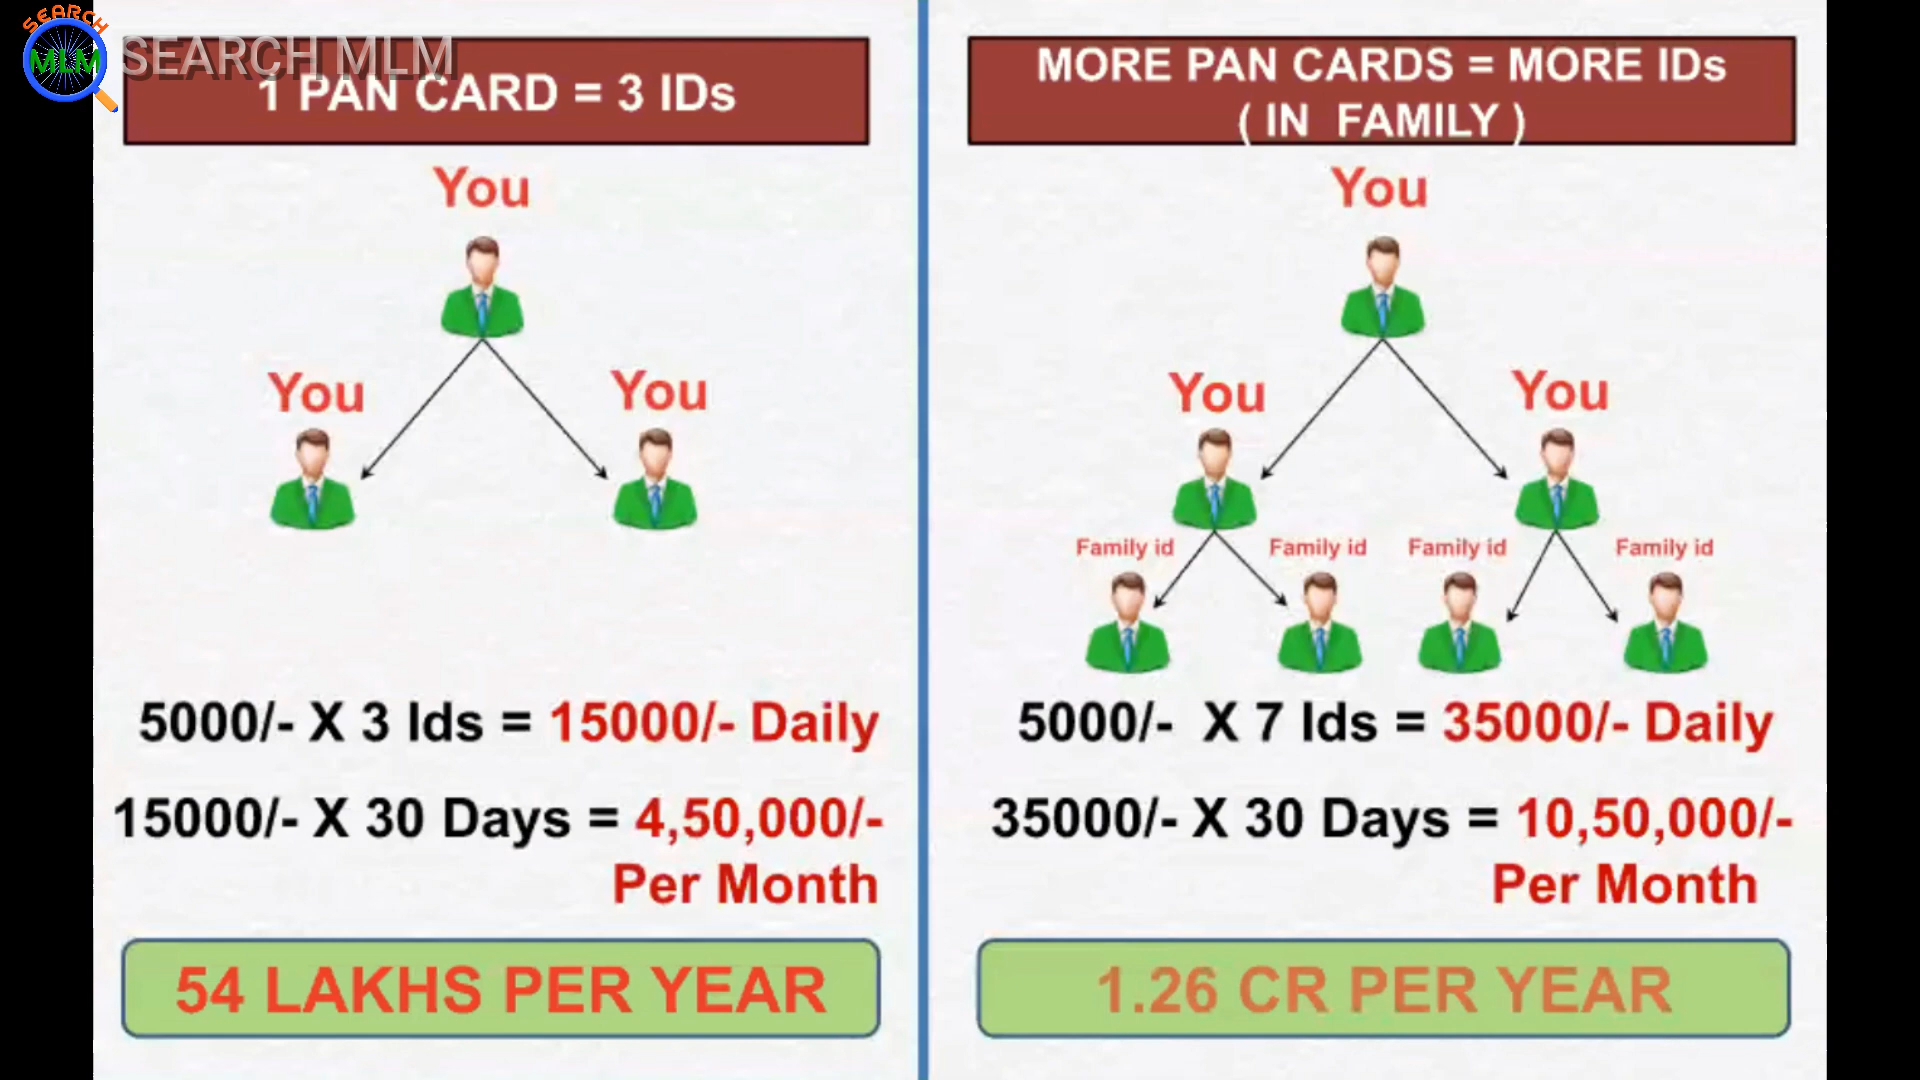 SEARCH
MLM
SEARCH MLM
1 PAN CARD = 3 IDs
You
You
You
5000/- X 3 Ids = 15000/- Daily
15000/- X 30 Days = 4,50,000/-
Per Month
54 LAKHS PER YEAR
MORE PAN CARDS = MORE IDs
( IN FAMILY )
You
You
You
Family id
Family id
Family id
Family id
5000/- X 7 Ids = 35000/- Daily
35000/- X 30 Days = 10,50,000/-
Per Month
1.26 CR PER YEAR